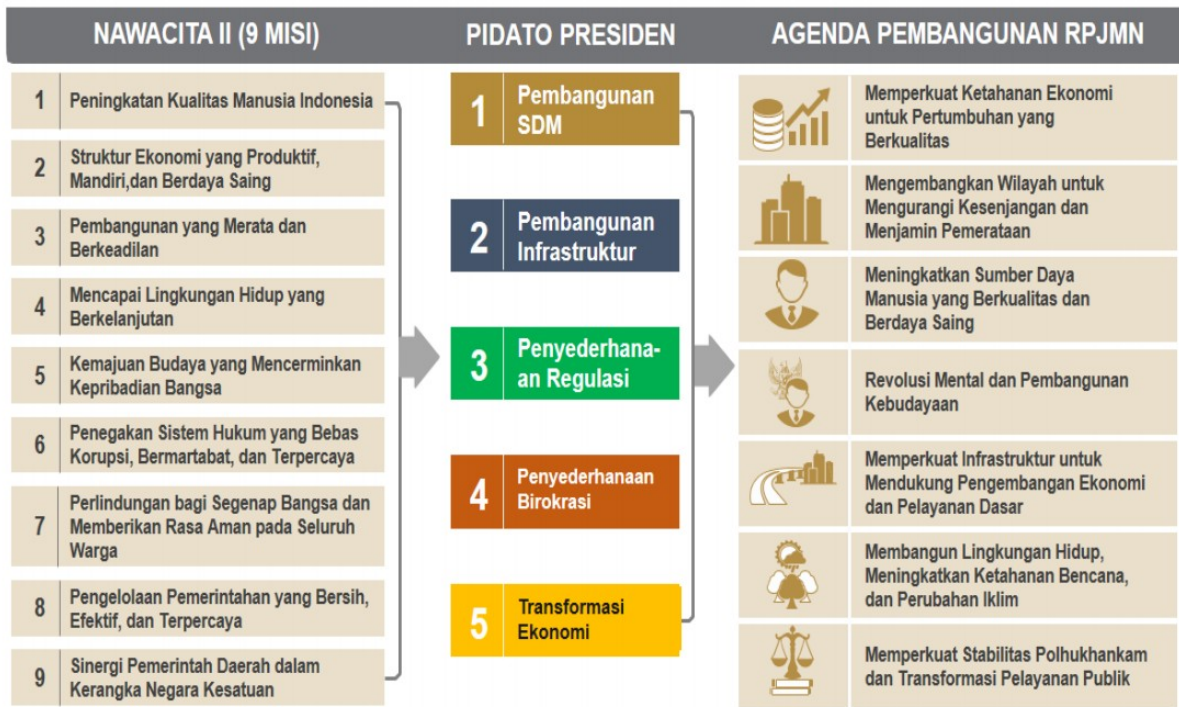 NAWACITA II (9 MISI)
1
Peningkatan Kualitas Manusia Indonesia
2
Struktur Ekonomi yang Produktif,
Mandiri,dan Berdaya Saing
3
Pembangunan yang Merata dan
Berkeadilan
4
Mencapai Lingkungan Hidup yang
Berkelanjutan
5
Kemajuan Budaya yang Mencerminkan
Kepribadian Bangsa
6
Penegakan Sistem Hukum yang Bebas
Korupsi, Bermartabat, dan Terpercaya
7
Perlindungan bagi Segenap Bangsa dan
Memberikan Rasa Aman pada Seluruh
Warga
8
Pengelolaan Pemerintahan yang Bersih,
Efektif, dan Terpercaya
9
Sinergi Pemerintah Daerah dalam
Kerangka Negara Kesatuan
PIDATO PRESIDEN
1
Pembangunan
SDM
2
Pembangunan
Infrastruktur
3
Penyederhana-
an Regulasi
4
Penyederhanaan
Birokrasi
5
Transformasi
Ekonomi
AGENDA PEMBANGUNAN RPJMN
Memperkuat Ketahanan Ekonomi
untuk Pertumbuhan yang
Berkualitas
Mengembangkan Wilayah untuk
Mengurangi Kesenjangan dan
Menjamin Pemerataan
Meningkatkan Sumber Daya
Manusia yang Berkualitas dan
Berdaya Saing
Revolusi Mental dan Pembangunan
Kebudayaan
Memperkuat Infrastruktur untuk
Mendukung Pengembangan Ekonomi
dan Pelayanan Dasar
Membangun Lingkungan Hidup,
Meningkatkan Ketahanan Bencana,
dan Perubahan Iklim
Memperkuat Stabilitas Polhukhankam
dan Transformasi Pelayanan Publik